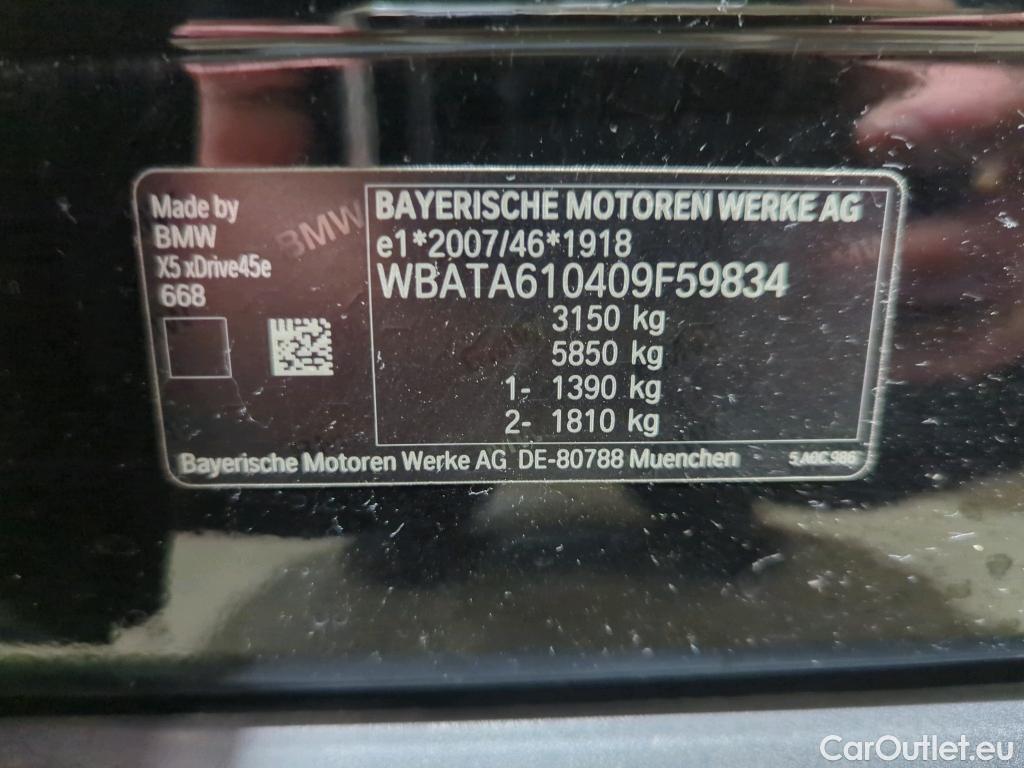 Made by
BMW
X5 xDrive45e
668
BMW
BAYERISCHE MOTOREN WERKE AG
e1*2007/46*1918
WBATA610409F59834
3150 kg
5850 kg
1- 1390 kg
2- 1810 kg
Bayerische Motoren Werke AG DE-80788 Muenchen
CarOutlet.eu